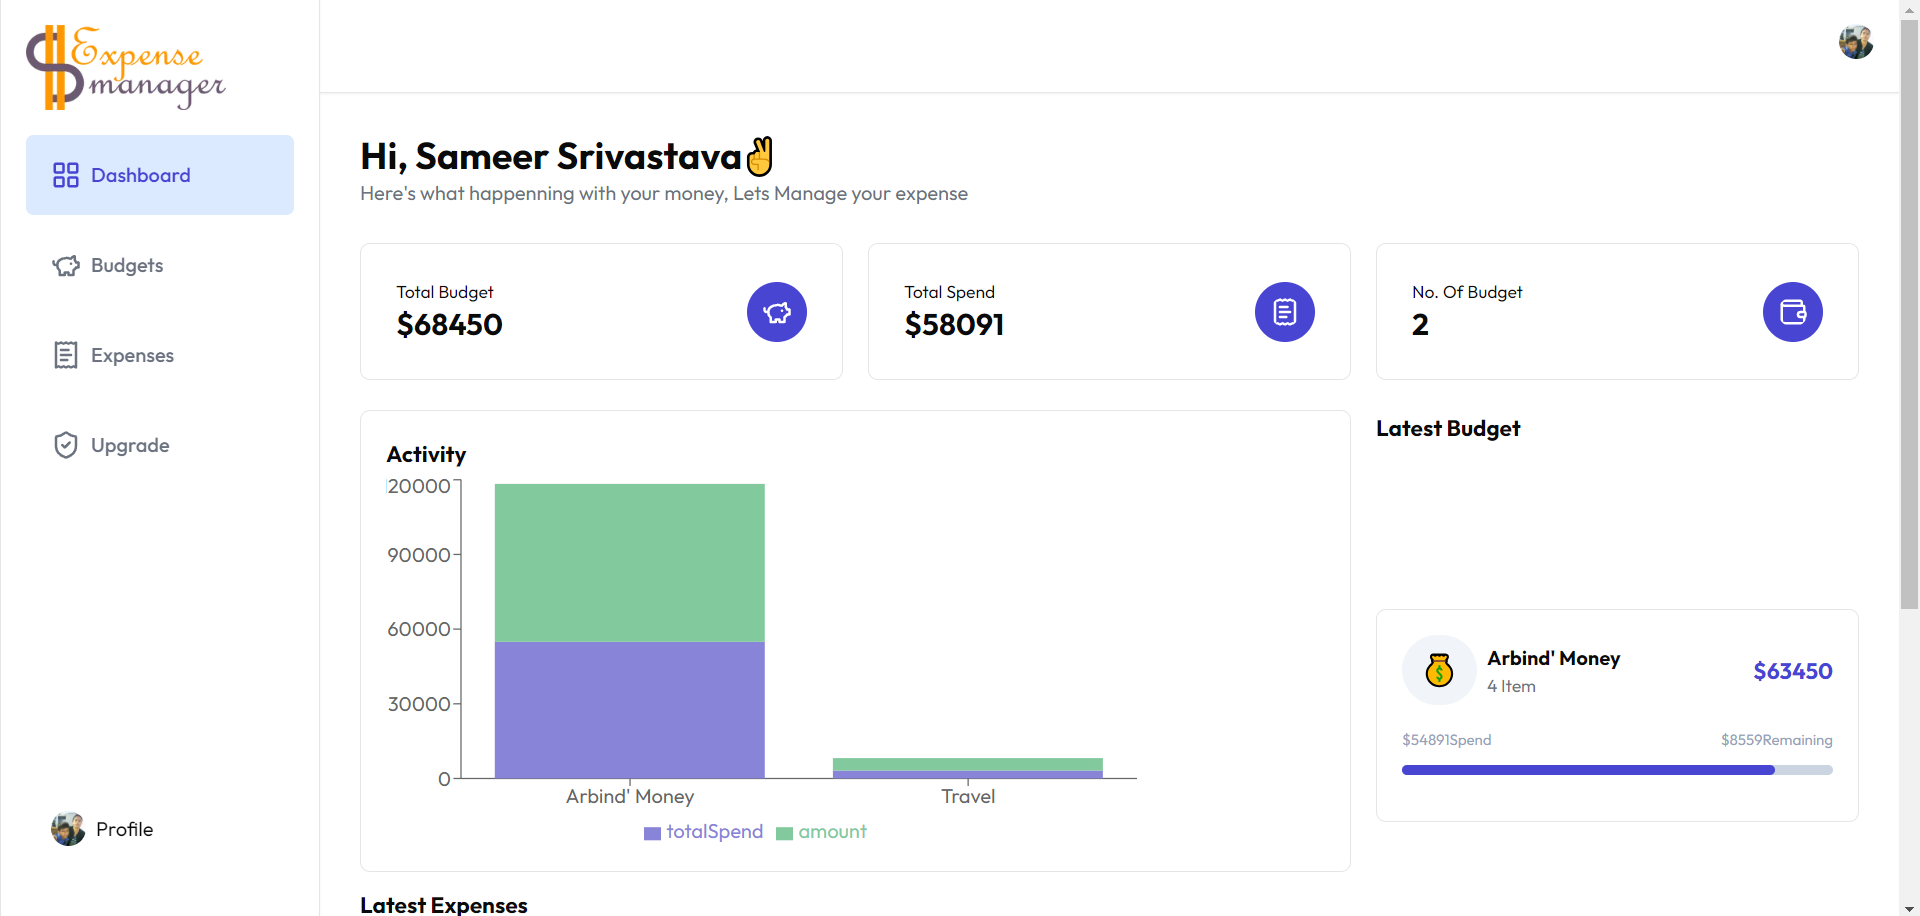 Expense
manager
Dashboard
Budgets
Expenses
Upgrade
Profile
Hi, Sameer Srivastava✌
Here's what happenning with your money, Lets Manage your expense
Total Budget
$68450
Total Spend
$58091
No. Of Budget
2
Activity
20000
90000
60000
30000
0
Arbind' Money
Travel
totalSpend
amount
Latest Budget
Arbind' Money
$63450
4 Item
$54891Spend
$8559Remaining
Latest Expenses